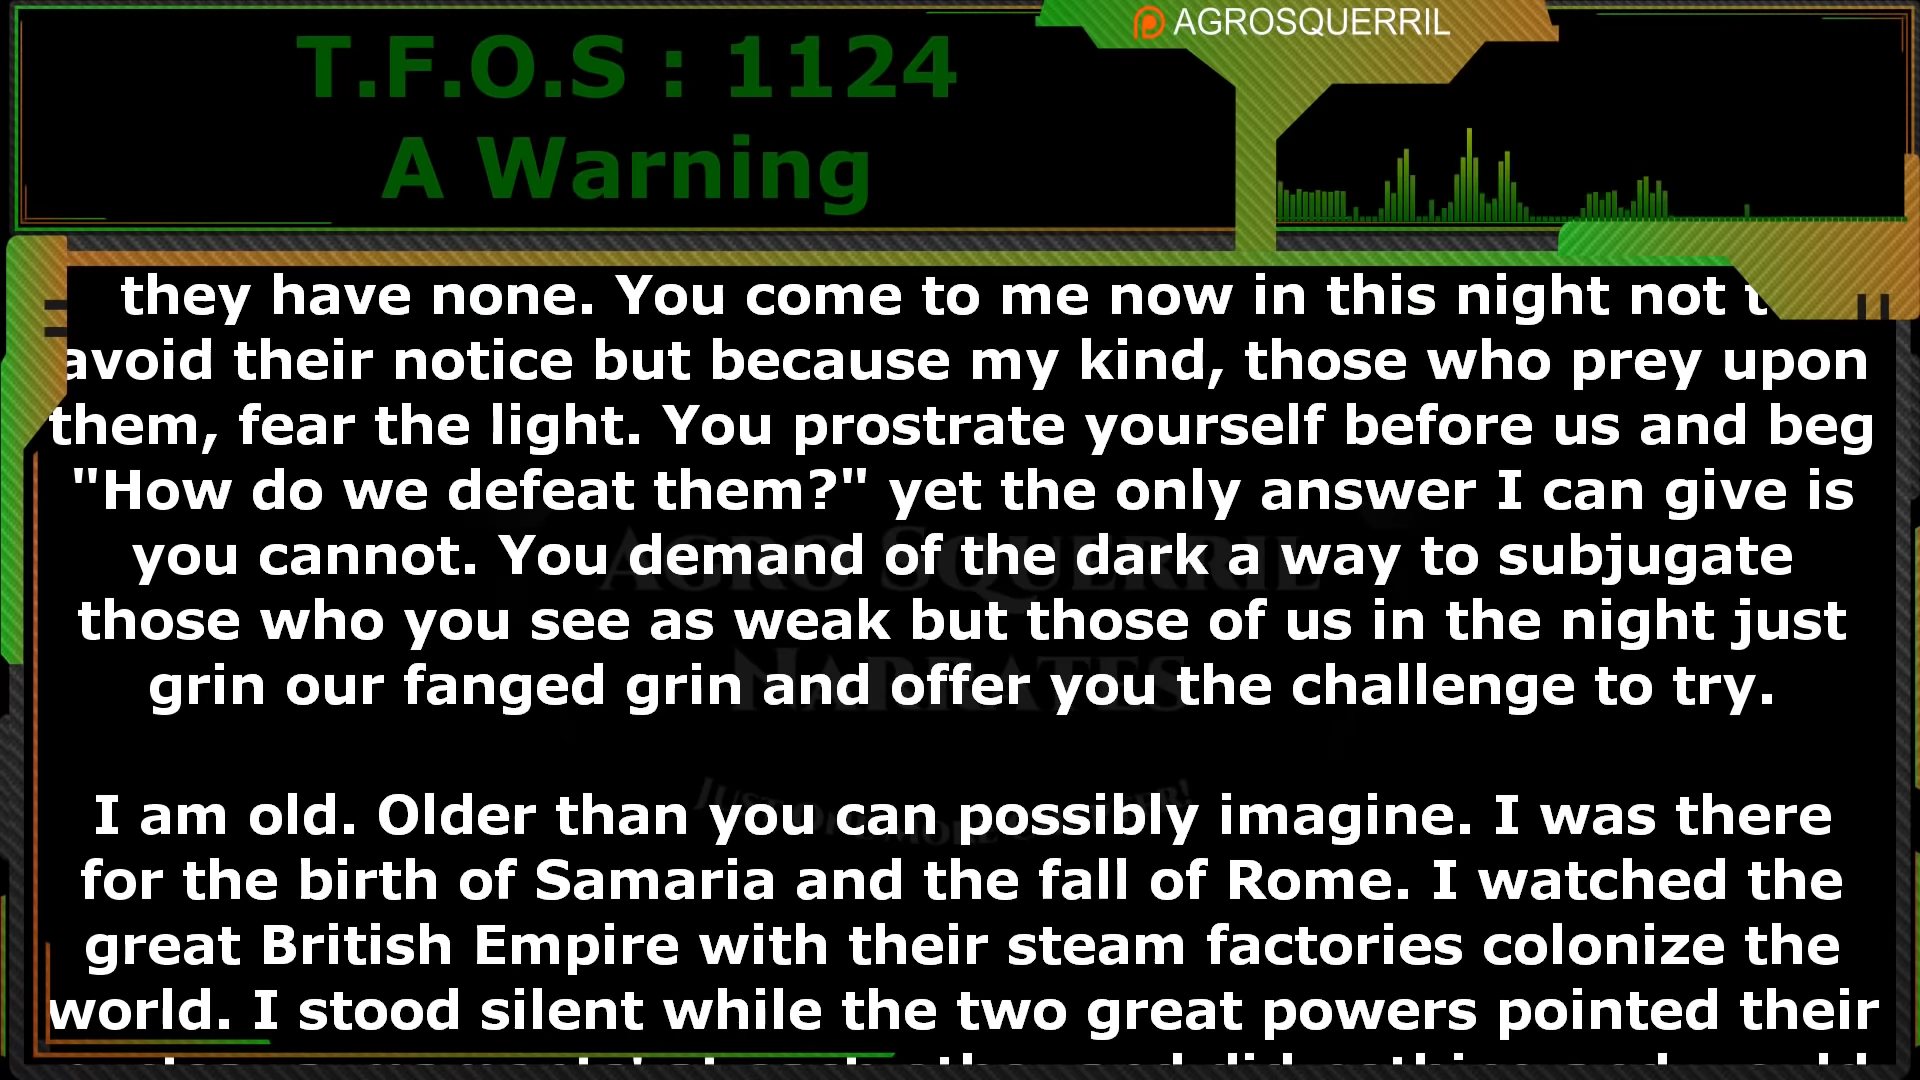 AGROSQUERRIL
T.F.O.S : 1124
A Warning
they have none. You come to me now in this night not
avoid their notice but because my kind, those who prey upon
them, fear the light. You prostrate yourself before us and beg
"How do we defeat them?" yet the only answer I can give is
you cannot. You demand of the dark a way to subjugate
those who you see as weak but those of us in the night just
grin our fanged grin and offer you the challenge to try.
I am old. Older than you can possibly imagine. I was there
for the birth of Samaria and the fall of Rome. I watched the
great British Empire with their steam factories colonize the
world. I stood silent while the two great powers pointed their
Agro Squerril
Narrates